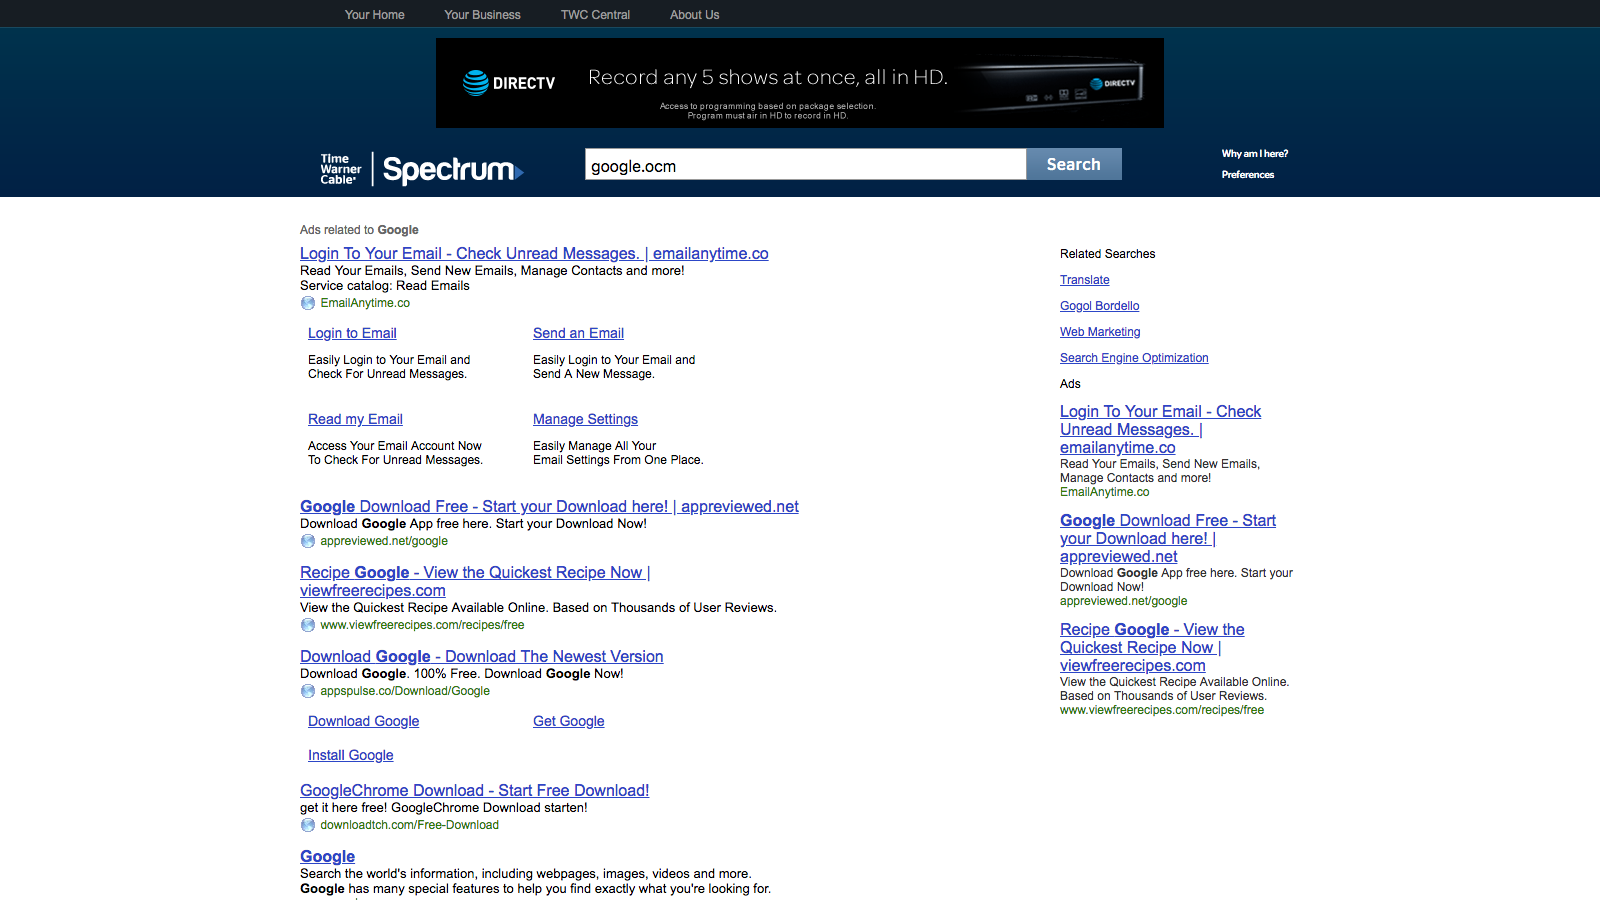 Your Home
Your Business
TWC Central
About Us
DIRECTV
Record any 5 shows at once, all in HD.
Access to programming based on package selection.
Program must air in HD to record in HD.
DIRECTV
Time
Warner
Cable
Spectrum
google.ocm
Search
Why am I here?
Preferences
Ads related to Google
Login To Your Email - Check Unread Messages. | emailanytime.co
Read Your Emails, Send New Emails, Manage Contacts and more!
Service catalog: Read Emails
EmailAnytime.co
Login to Email
Easily Login to Your Email and
Check For Unread Messages.
Send an Email
Easily Login to Your Email and
Send A New Message.
Read my Email
Access Your Email Account Now
To Check For Unread Messages.
Manage Settings
Easily Manage All Your
Email Settings From One Place.
Google Download Free - Start your Download here! | appreviewed.net
Download Google App free here. Start your Download Now!
appreviewed.net/google
Recipe Google - View the Quickest Recipe Now |
viewfreerecipes.com
View the Quickest Recipe Available Online. Based on Thousands of User Reviews.
www.viewfreerecipes.com/recipes/free
Download Google - Download The Newest Version
Download Google. 100% Free. Download Google Now!
appspulse.co/Download/Google
Download Google
Get Google
Install Google
GoogleChrome Download - Start Free Download!
get it here free! GoogleChrome Download starten!
downloadtch.com/Free-Download
Google
Search the world's information, including webpages, images, videos and more.
Google has many special features to help you find exactly what you're looking for.
Related Searches
Translate
Gogol Bordello
Web Marketing
Search Engine Optimization
Ads
Login To Your Email - Check
Unread Messages. |
emailanytime.co
Read Your Emails, Send New Emails,
Manage Contacts and more!
EmailAnytime.co
Google Download Free - Start
your Download here! |
appreviewed.net
Download Google App free here. Start your
Download Now!
appreviewed.net/google
Recipe Google - View the
Quickest Recipe Now |
viewfreerecipes.com
View the Quickest Recipe Available Online.
Based on Thousands of User Reviews.
www.viewfreerecipes.com/recipes/free